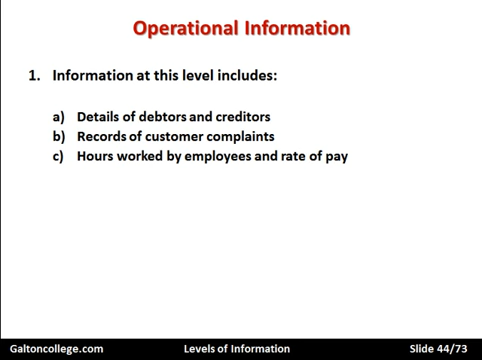 Operational Information
1. Information at this level includes:
a) Details of debtors and creditors
b) Records of customer complaints
c) Hours worked by employees and rate of pay
Galtoncollege.com Levels of Information Slide 44/73